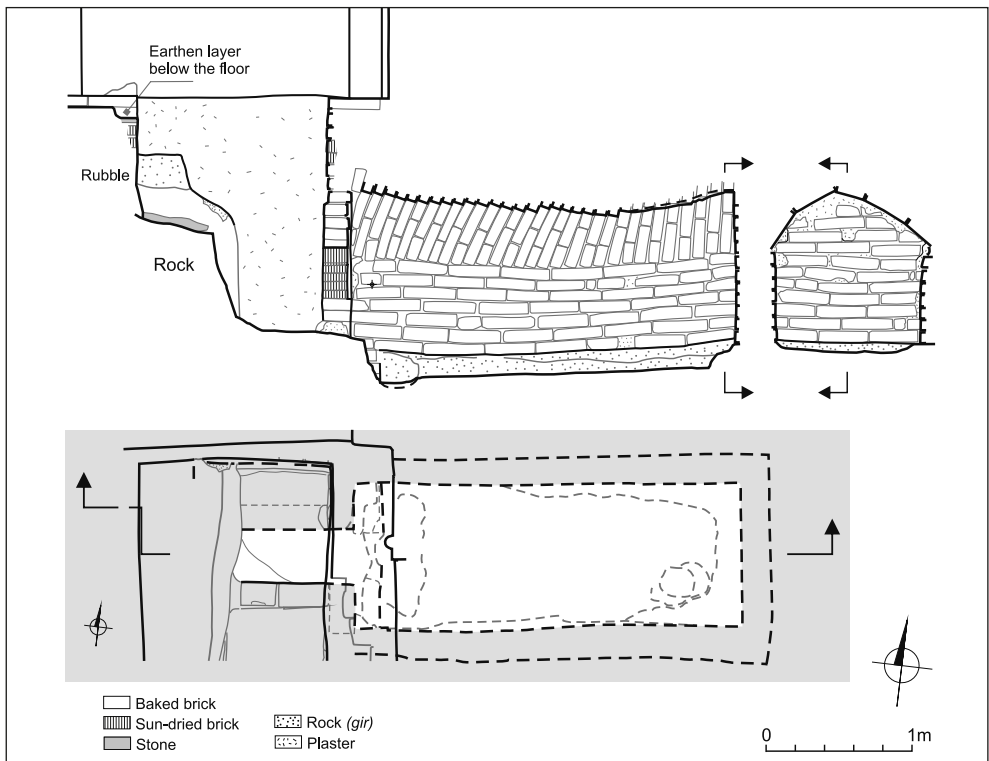 Earthen layer
below the floor
Rubble
Rock
Baked brick
Sun-dried brick
Stone
Rock (gir)
Plaster
0 1m